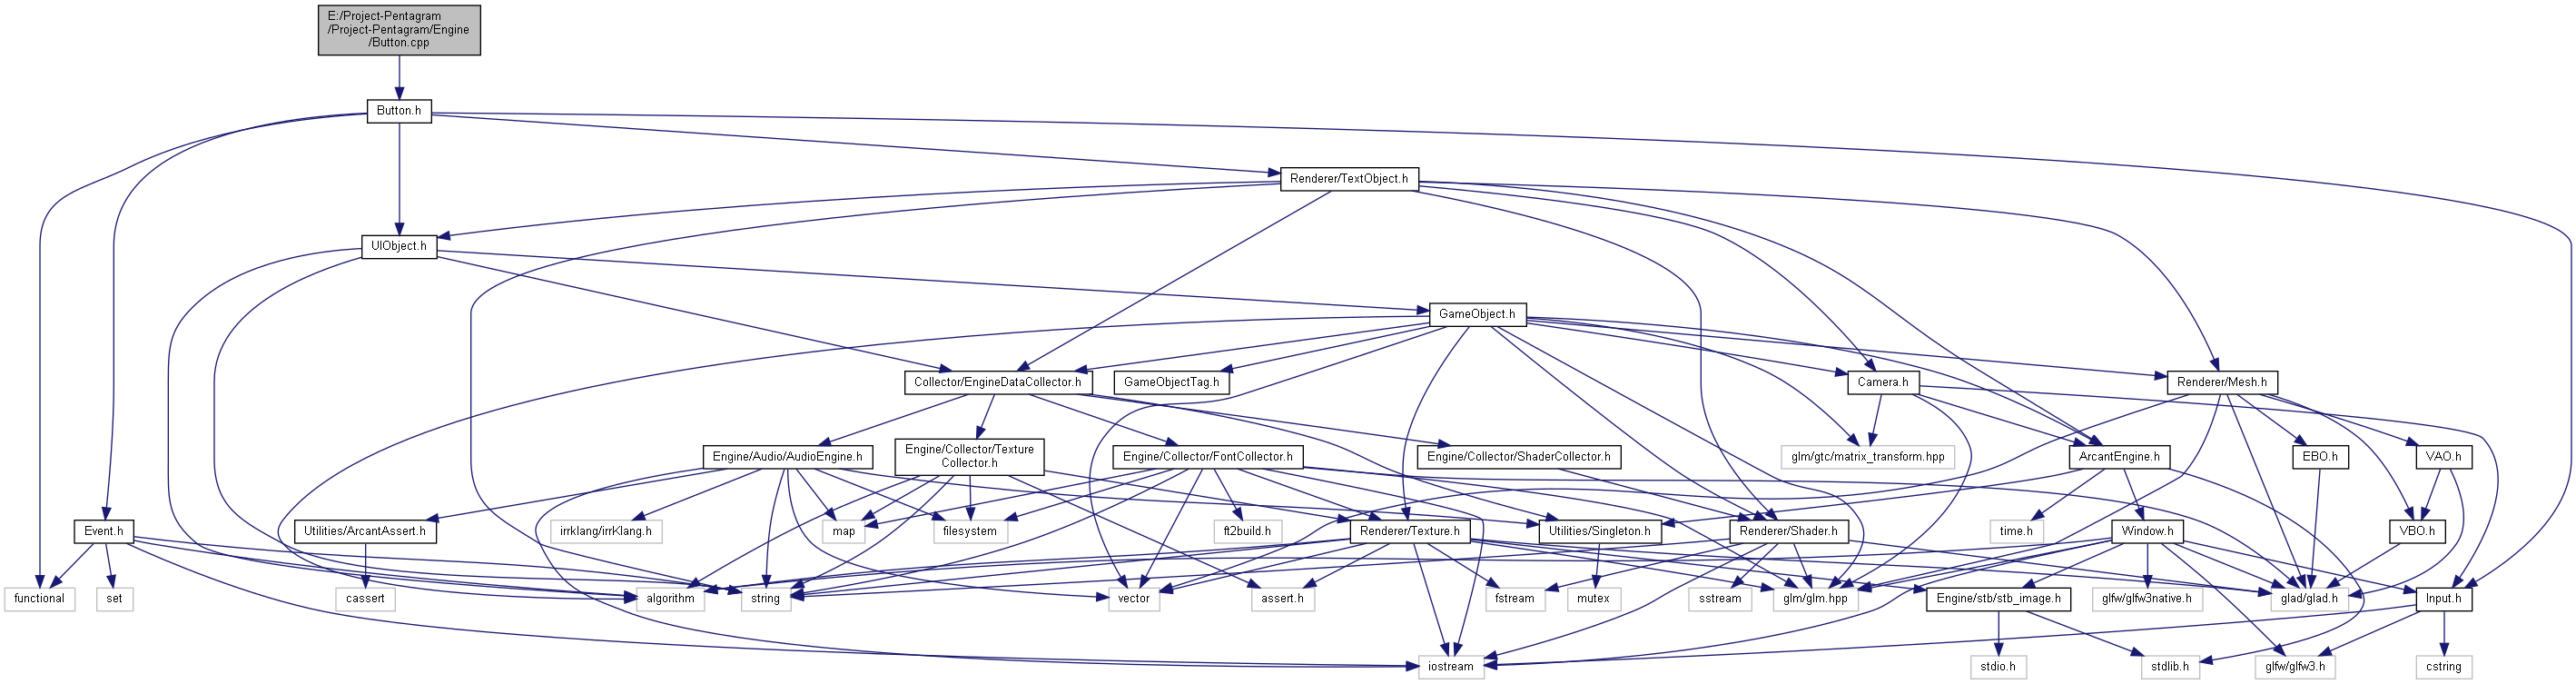 E:/Project-Pentagram
/Project-Pentagram/Engine
/Button.cpp
Button.h
Renderer/TextObject.h
UIObject.h
GameObject.h
Collector/EngineDataCollector.h
GameObjectTag.h
Camera.h
Renderer/Mesh.h
Engine/Audio/AudioEngine.h
Engine/Collector/Texture
Collector.h
Engine/Collector/FontCollector.h
Engine/Collector/ShaderCollector.h
glm/gtc/matrix_transform.hpp
ArcantEngine.h
EBO.h
VAO.h
Event.h
Utilities/ArcantAssert.h
irrklang/irrKlang.h
map
filesystem
ft2build.h
Renderer/Texture.h
Utilities/Singleton.h
Renderer/Shader.h
time.h
Window.h
VBO.h
functional
set
cassert
algorithm
string
vector
assert.h
fstream
mutex
sstream
glm/glm.hpp
Engine/stb/stb_image.h
glfw/glfw3native.h
glad/glad.h
Input.h
iostream
stdio.h
stdlib.h
glfw/glfw3.h
cstring